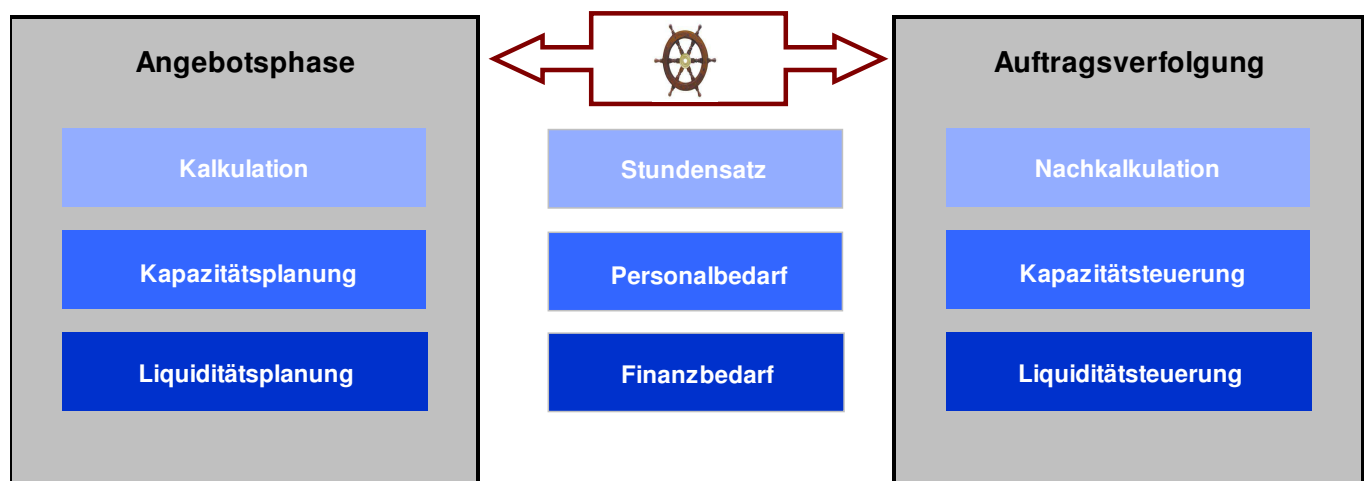 Angebotsphase
Auftragsverfolgung
Kalkulation
Stundensatz
Nachkalkulation
Kapazitätsplanung
Personalbedarf
Kapazitätsteuerung
Liquiditätsplanung
Finanzbedarf
Liquiditätsteuerung